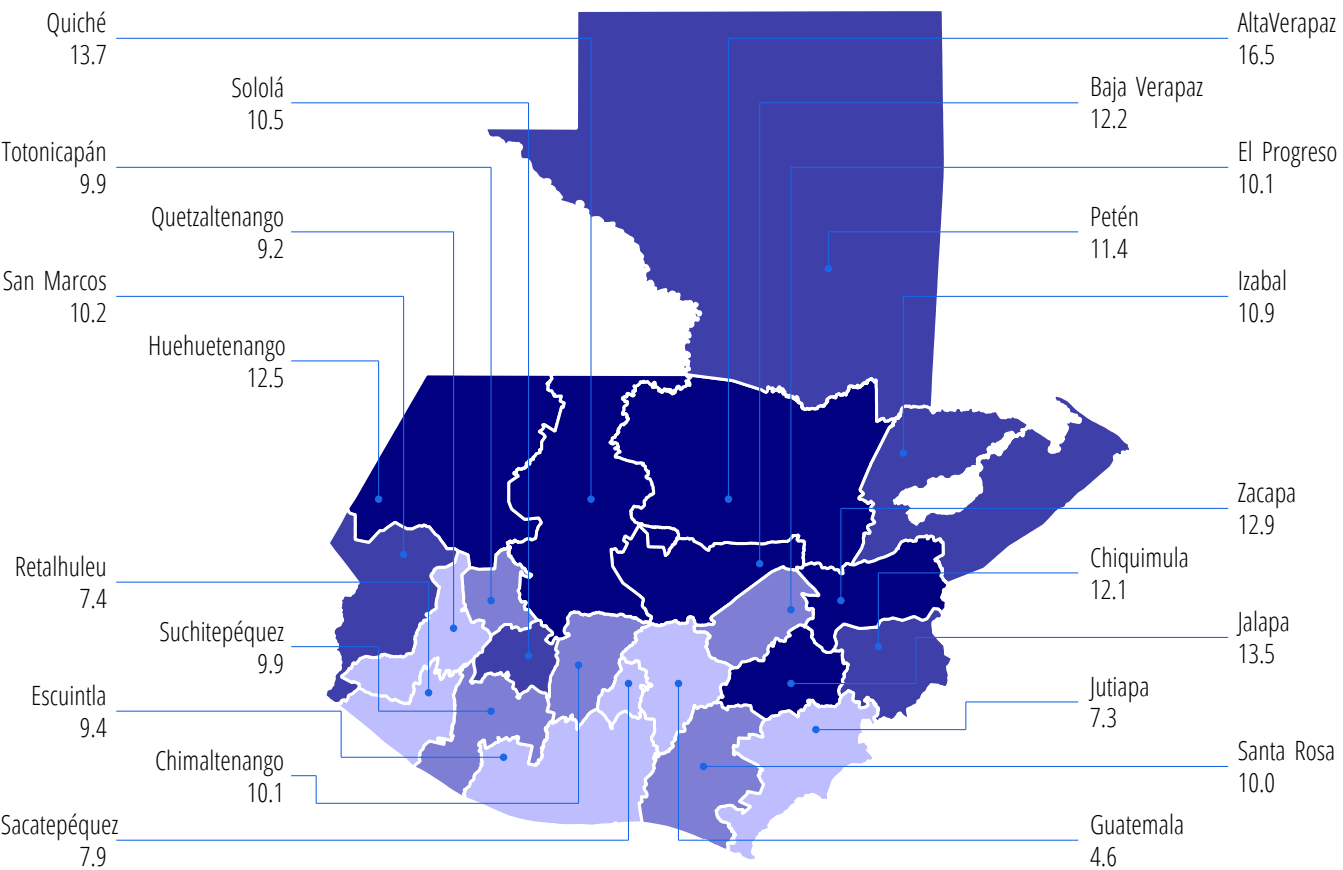 Quiché
13.7
Sololá
10.5
Totonicapán
9.9
Quetzaltenango
9.2
San Marcos
10.2
Huehuetenango
12.5
Retalhuleu
7.4
Suchitepéquez
9.9
Escuintla
9.4
Chimaltenango
10.1
Sacatepéquez
7.9
AltaVerapaz
16.5
Baja Verapaz
12.2
El Progreso
10.1
Petén
11.4
Izabal
10.9
Zacapa
12.9
Chiquimula
12.1
Jalapa
13.5
Jutiapa
7.3
Santa Rosa
10.0
Guatemala
4.6